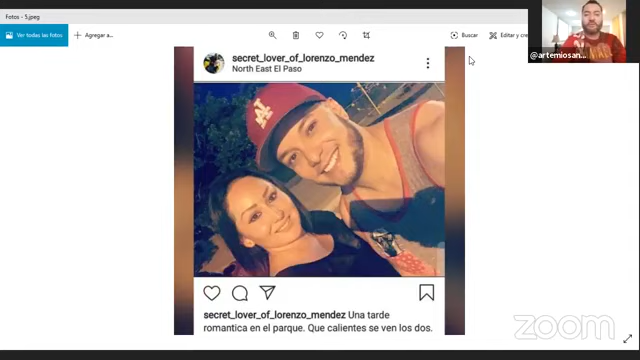 Fotos - 5.jpeg
Ver todas las fotos
Agregar a...
Buscar
Editar y cre
@artemiosan...
secret_lover_of_lorenzo_mendez
North East El Paso
LA
secret_lover_of_lorenzo_mendez Una tarde
romantica en el parque. Que calientes se ven los dos.
zoom